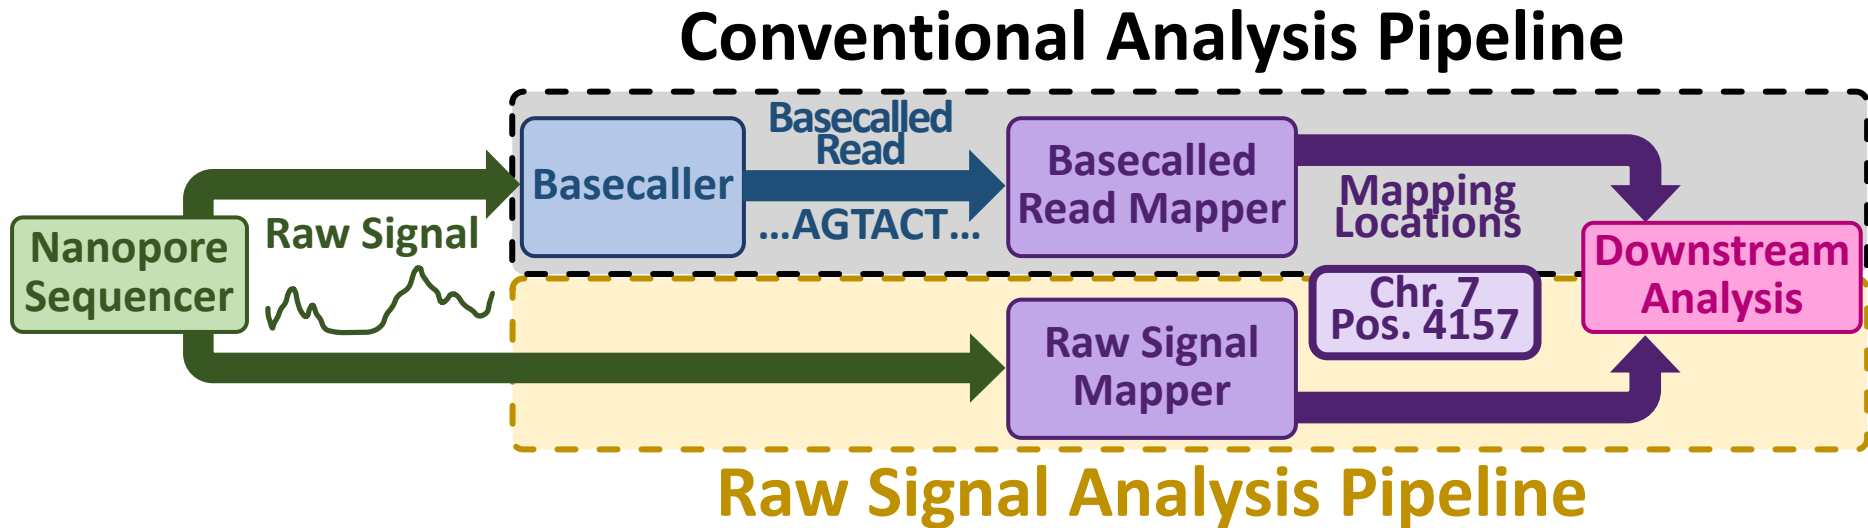 Conventional Analysis Pipeline
Nanopore
Sequencer
Raw Signal
Basecaller
Basecalled
Read
...AGTACT...
Basecalled
Read Mapper
Mapping
Locations
Chr. 7
Pos. 4157
Raw Signal
Mapper
Downstream
Analysis
Raw Signal Analysis Pipeline